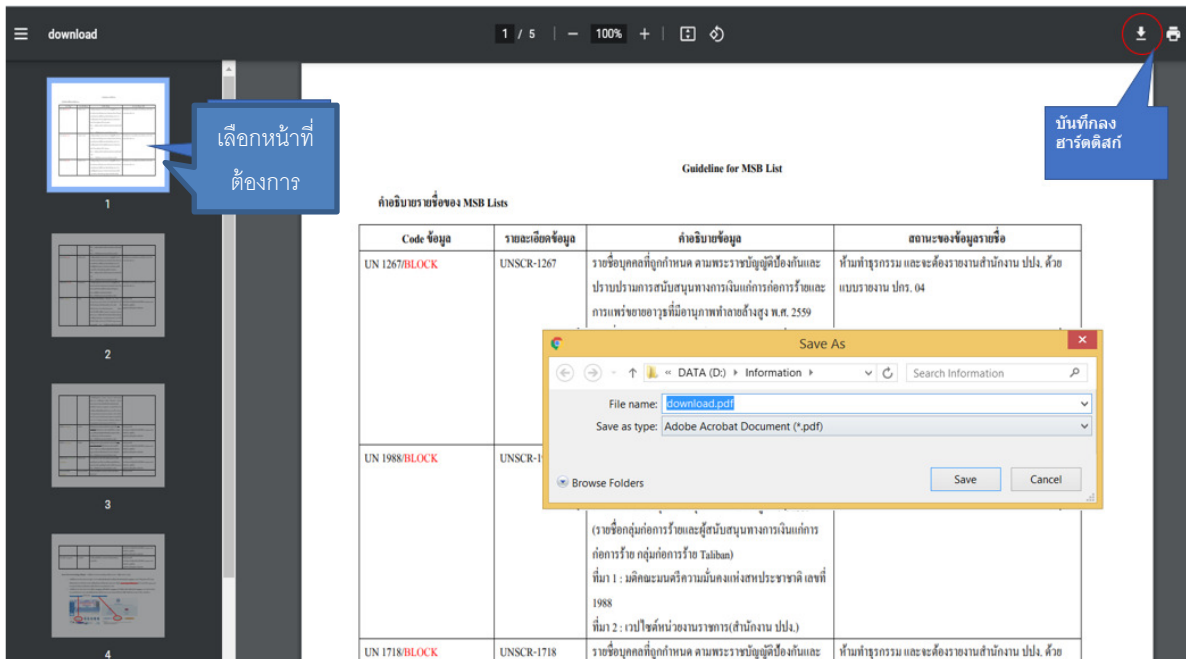 download
1 / 5
100%
เลือกหน้าที่
ต้องการ
บันทึกลง
ฮาร์ดดิสก์
1
2
3
4
Guideline for MSB List
คำอธิบายรายชื่อของ MSB Lists
Code ข้อมูล รายละเอียดข้อมูล คำอธิบายข้อมูล สถานะของข้อมูลรายชื่อ
UN 1267/BLOCK UNSCR-1267 รายชื่อบุคคลที่ถูกกำหนด ตามพระราชบัญญัติป้องกันและ ห้ามทำธุรกรรม และจะต้องรายงานสำนักงาน ปปง. ด้วย
ปราบปรามการสนับสนุนทางการเงินแก่การก่อการร้ายและ แบบรายงาน ปกร. 04
การแพร่ขยายอาวุธที่มีอานุภาพทำลายล้างสูง พ.ศ. 2559
Save As
« DATA (D:) Information Search Information
File name: download.pdf
Save as type: Adobe Acrobat Document (*.pdf)
Browse Folders Save Cancel
UN 1988/BLOCK UNSCR-1
(รายชื่อกลุ่มก่อการร้ายและผู้สนับสนุนทางการเงินแก่การ
ก่อการร้าย กลุ่มก่อการร้าย Taliban)
ที่มา 1 : มติคณะมนตรีความมั่นคงแห่งสหประชาชาติ เลขที่
1988
ที่มา 2 : เวปไซต์หน่วยงานราชการ(สำนักงาน ปปง.)
UN 1718/BLOCK UNSCR-1718 รายชื่อบุคคลที่ถูกกำหนด ตามพระราชบัญญัติป้องกันและ ห้ามทำธุรกรรม และจะต้องรายงานสำนักงาน ปปง. ด้วย